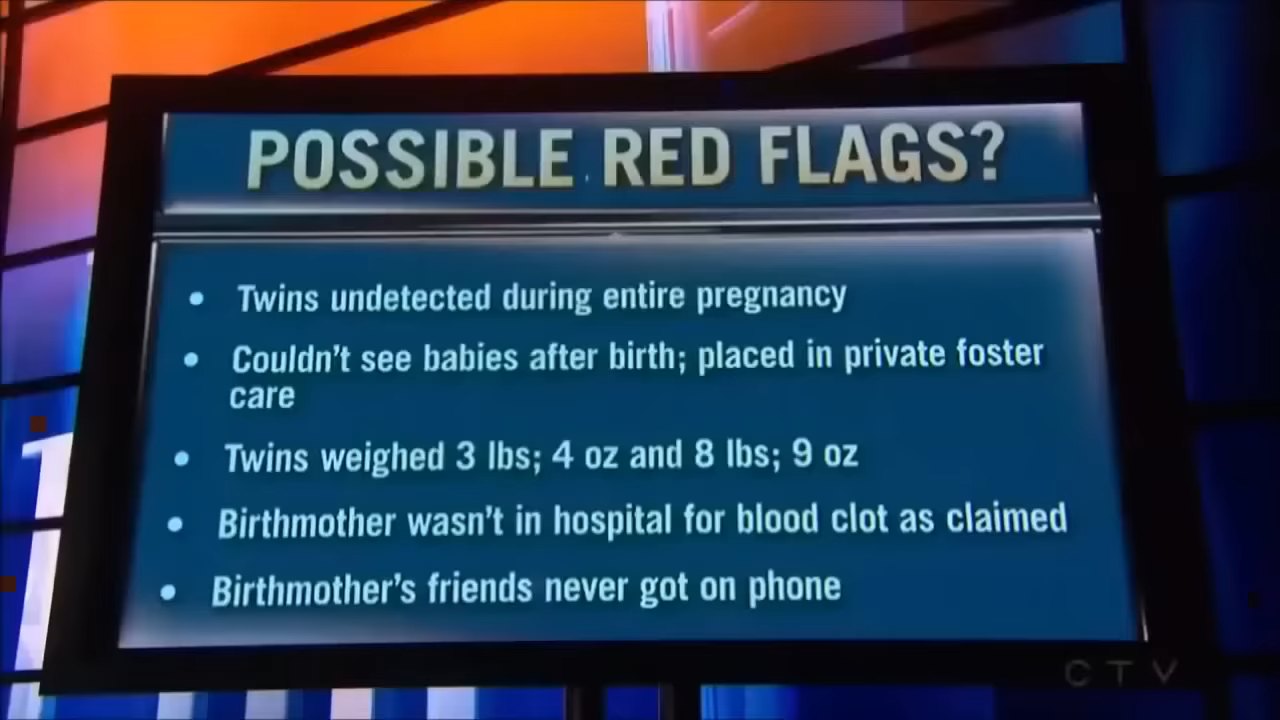 POSSIBLE RED FLAGS?
• Twins undetected during entire pregnancy
• Couldn't see babies after birth; placed in private foster
care
• Twins weighed 3 lbs; 4 oz and 8 lbs; 9 oz
• Birthmother wasn't in hospital for blood clot as claimed
• Birthmother's friends never got on phone
CTV